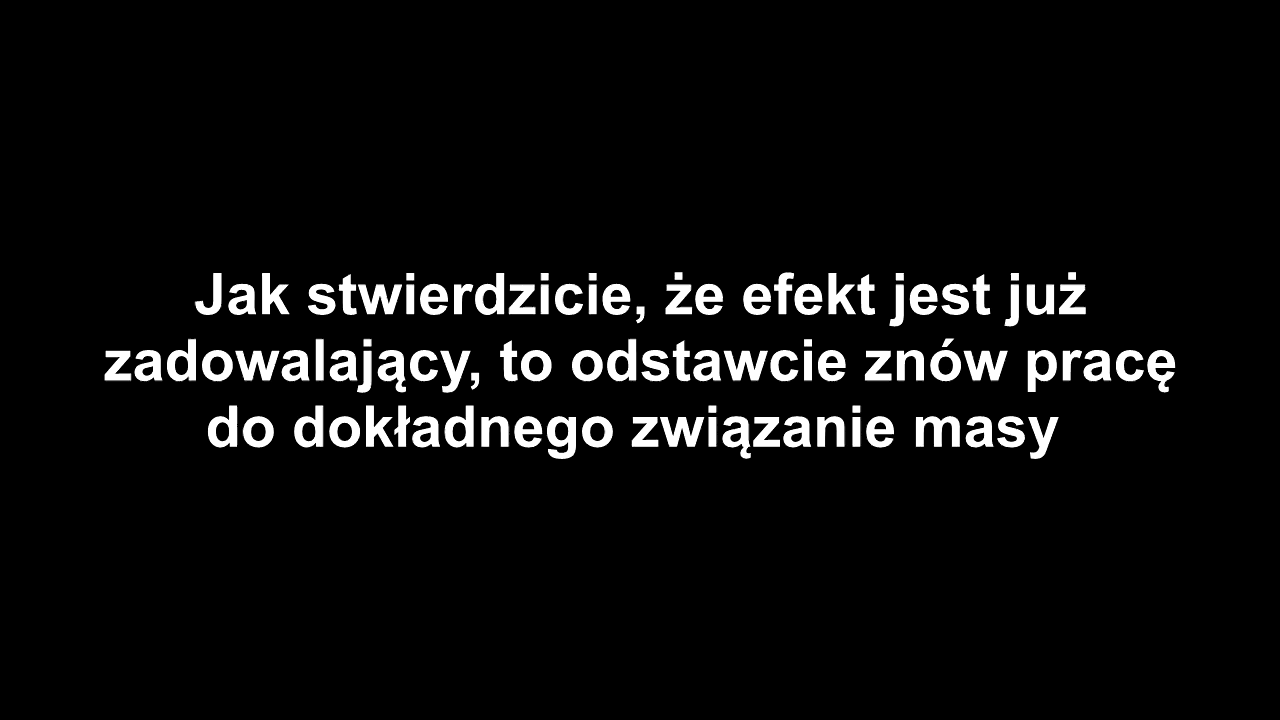 Jak stwierdzicie, że efekt jest już
zadowalający, to odstawcie znów pracę
do dokładnego związanie masy